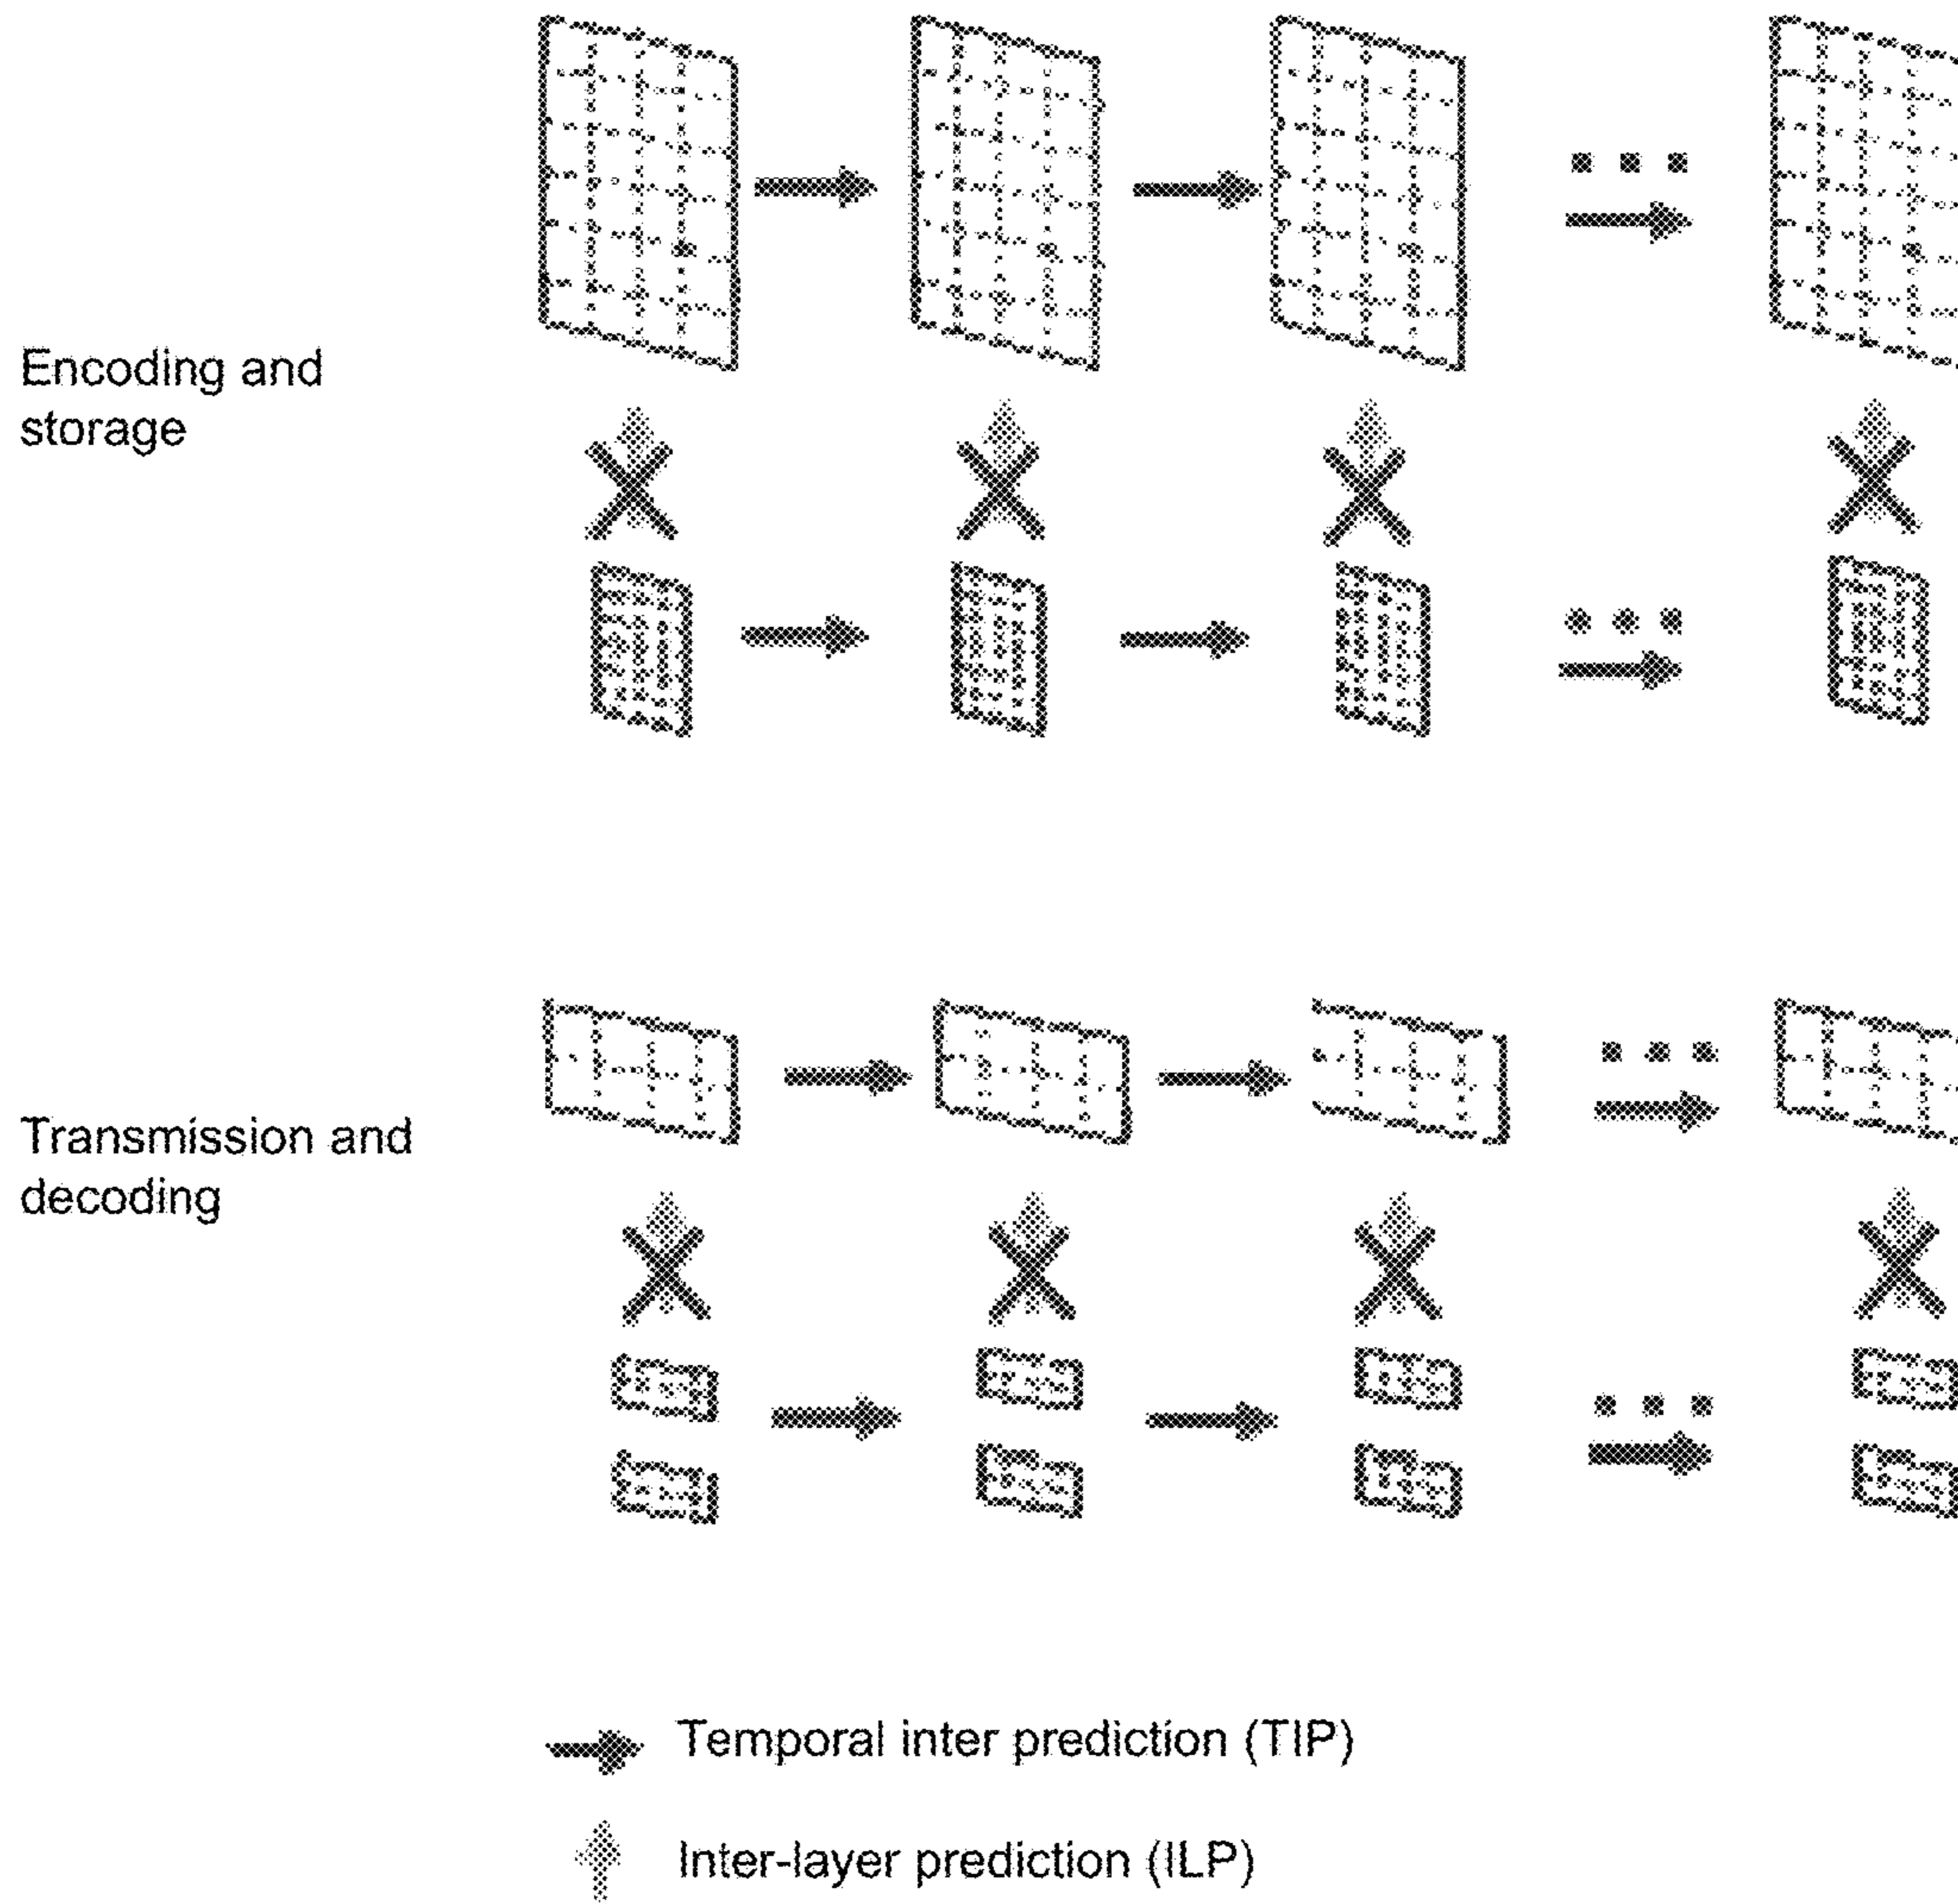 Encoding and
storage
Transmission and
decoding
Temporal inter prediction (TIP)
Inter-layer prediction (ILP)